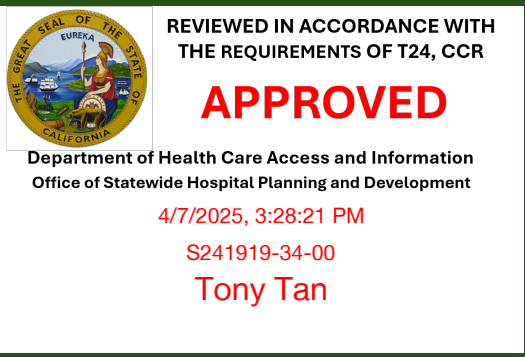 REVIEWED IN ACCORDANCE WITH
THE REQUIREMENTS OF T24, CCR
THE GREAT SEAL OF THE STATE OF CALIFORNIA
EUREKA
APPROVED
Department of Health Care Access and Information
Office of Statewide Hospital Planning and Development
4/7/2025, 3:28:21 PM
S241919-34-00
Tony Tan